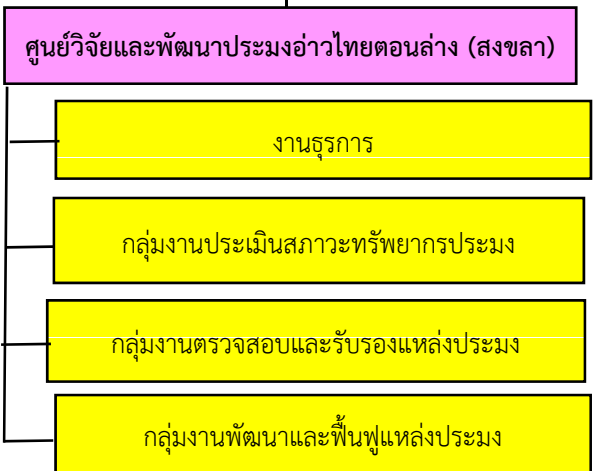 ศูนย์วิจัยและพัฒนาประมงอ่าวไทยตอนล่าง (สงขลา)
งานธุรการ
กลุ่มงานประเมินสภาวะทรัพยากรประมง
กลุ่มงานตรวจสอบและรับรองแหล่งประมง
กลุ่มงานพัฒนาและฟื้นฟูแหล่งประมง